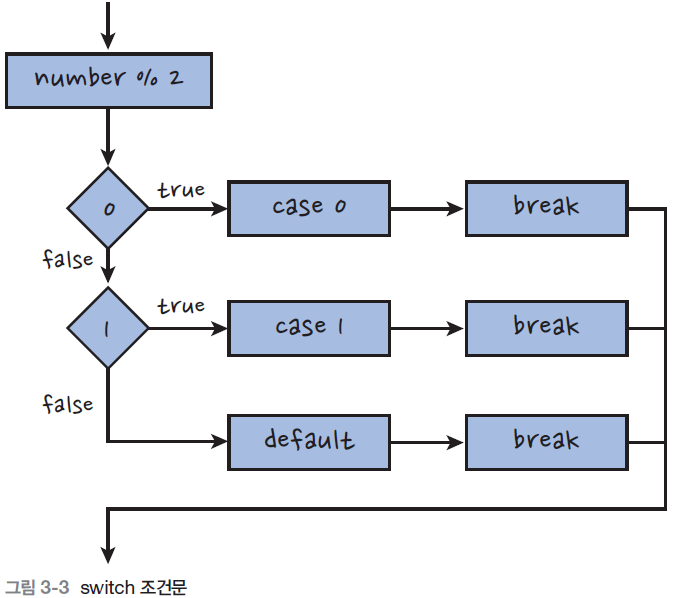 number % 2
0
true
case 0
break
false
1
true
case 1
break
false
default
break
그림 3-3 switch 조건문